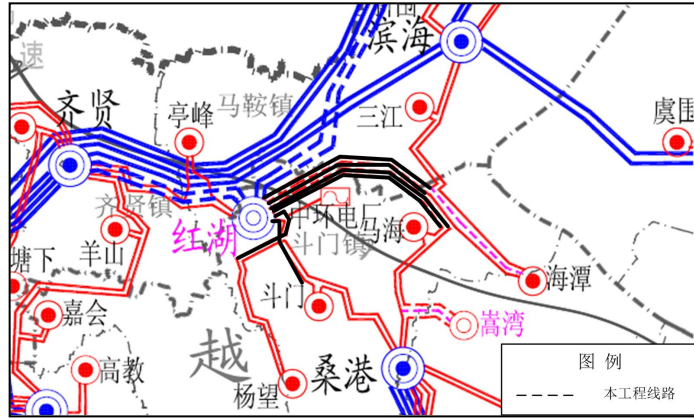 滨海
速
齐贤
亭峰
马鞍镇
三江
虞围
齐贤镇
中环电厂
红湖
马海
斗门镇
羊山
塘下
海潭
斗门
嘉会
嵩湾
越
图 例
高教
桑港
杨望
本工程线路